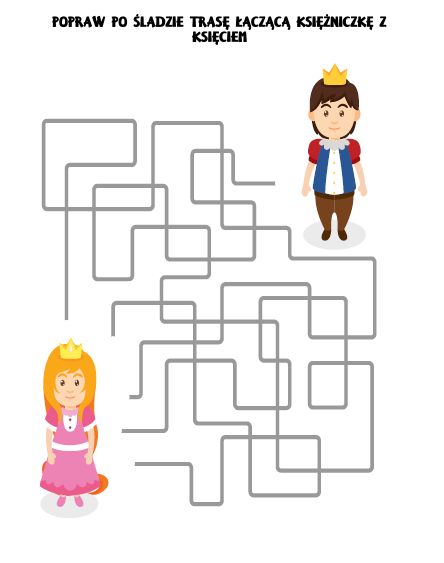 POPRAW PO ŚLADZIE TRASĘ ŁĄCZĄCĄ KSIĘŻNICZKĘ Z
KSIĘCIEM